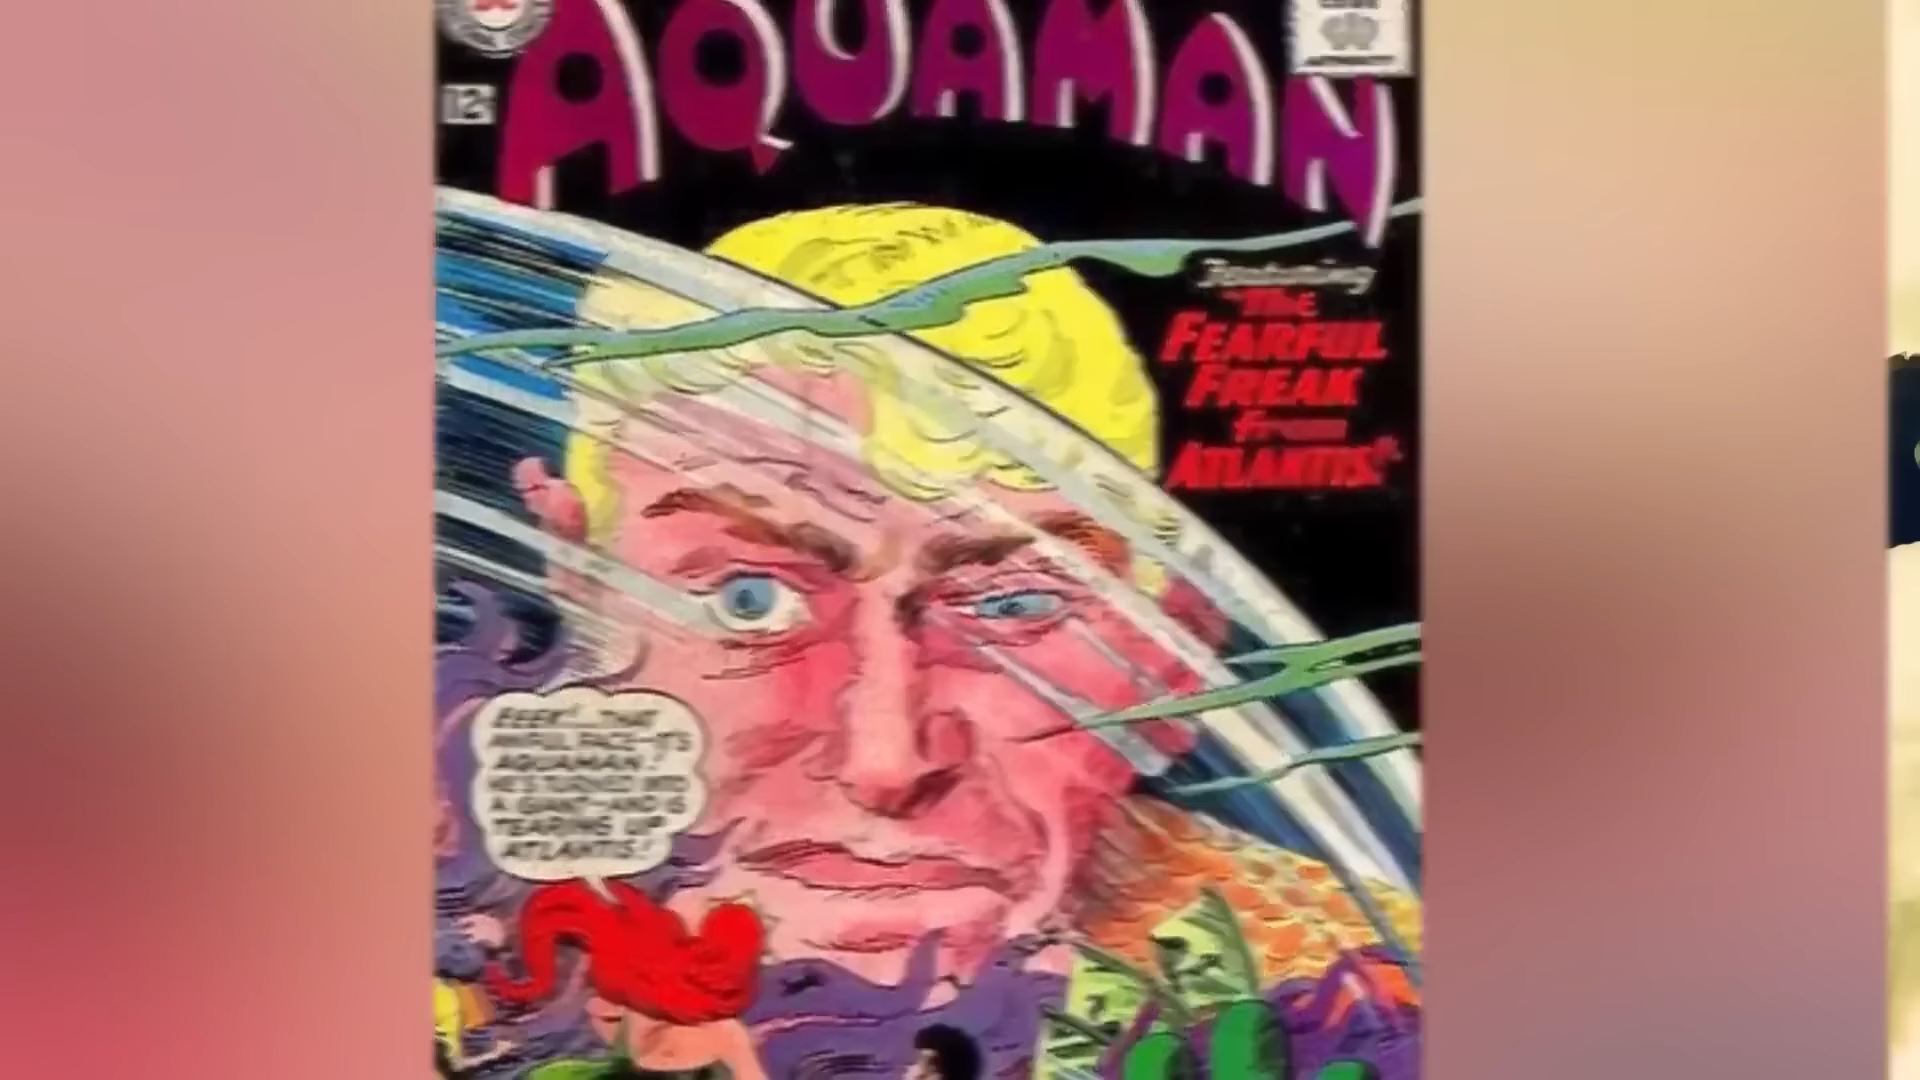 AQUAMAN
12¢
Featuring
"The
FEARFUL
FREAK
From
ATLANTIS!"
EEEK!...THAT
AWFUL FACE--IT'S
AQUAMAN!
HE'S TURNED INTO
A GIANT--AND IS
TEARING UP
ATLANTIS!